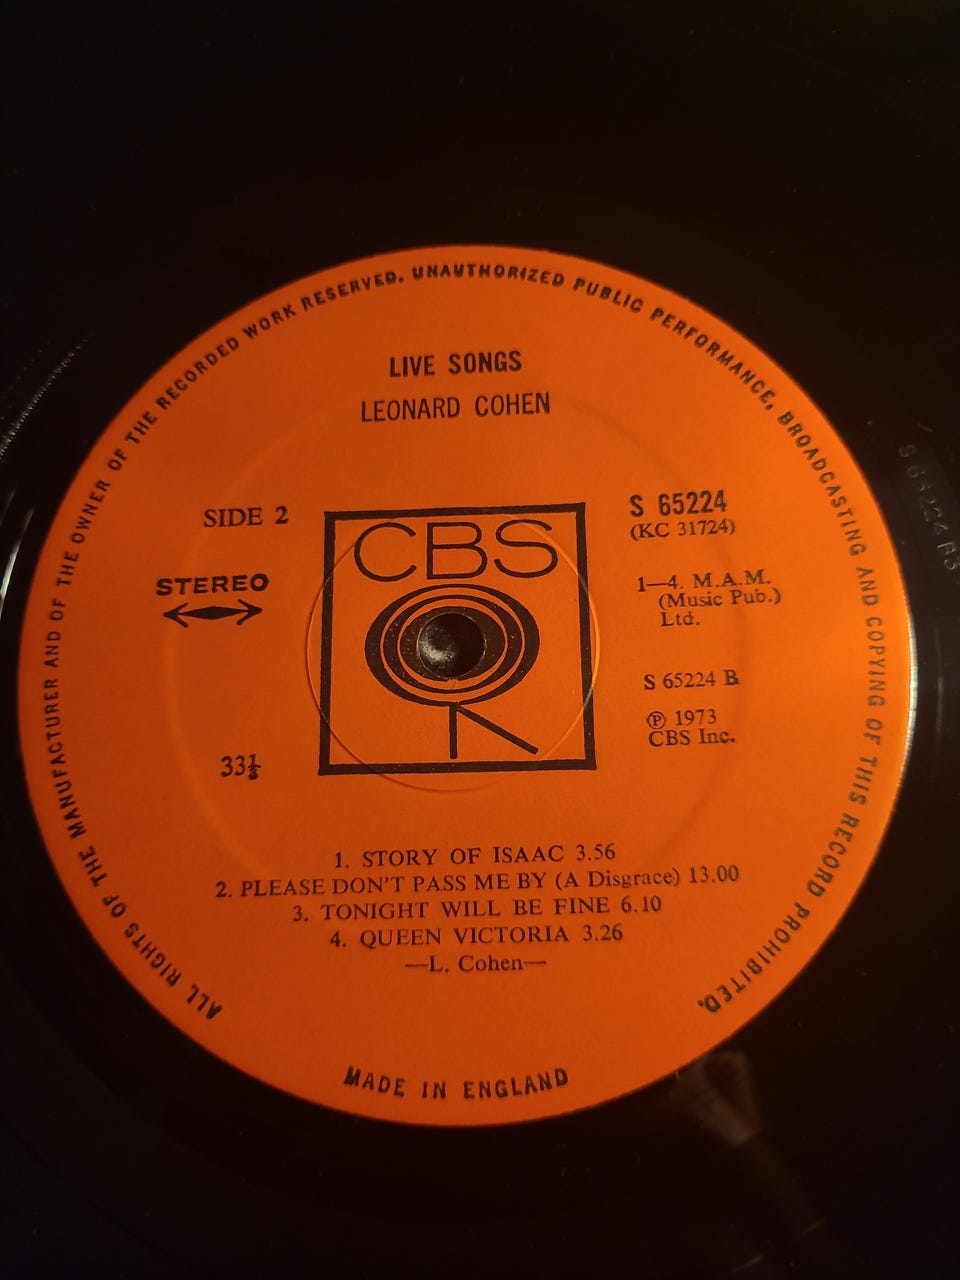 ALL RIGHTS OF THE MANUFACTURER AND OF THE OWNER OF THE RECORDED WORK RESERVED. UNAUTHORIZED PUBLIC PERFORMANCE, BROADCASTING AND COPYING OF THIS RECORD PROHIBITED.
LIVE SONGS
LEONARD COHEN
SIDE 2
STEREO
33⅓
CBS
S 65224
(KC 31724)
1—4. M.A.M.
(Music Pub.)
Ltd.
S 65224 B
℗ 1973
CBS Inc.
1. STORY OF ISAAC 3.56
2. PLEASE DON'T PASS ME BY (A Disgrace) 13.00
3. TONIGHT WILL BE FINE 6.10
4. QUEEN VICTORIA 3.26
—L. Cohen—
MADE IN ENGLAND